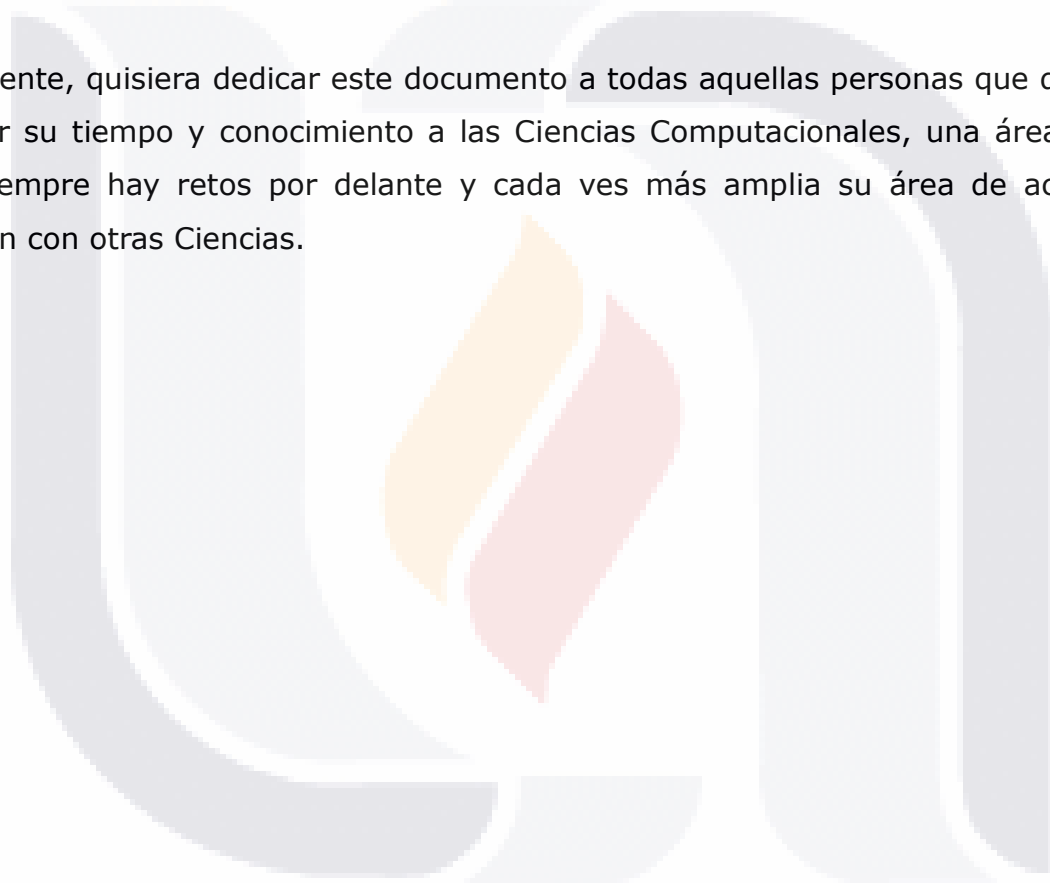 ente, quisiera dedicar este documento a todas aquellas personas que
r su tiempo y conocimiento a las Ciencias Computacionales, una área
empre hay retos por delante y cada ves más amplia su área de
n con otras Ciencias.